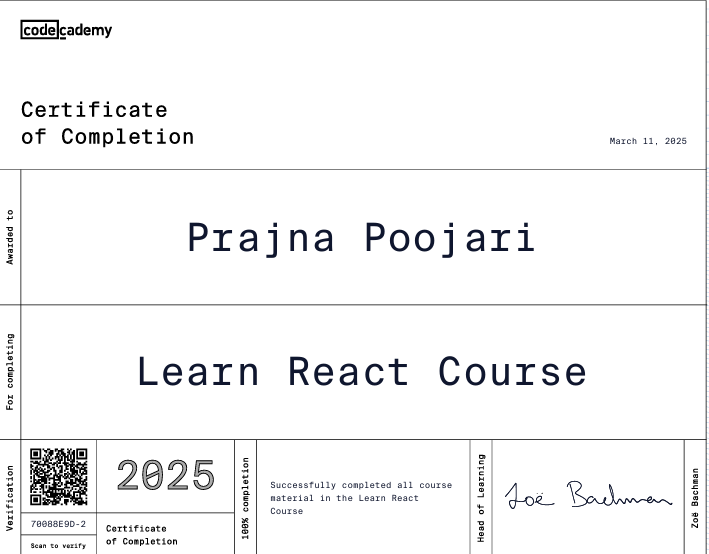 codecademy
Certificate
of Completion
March 11, 2025
Awarded to
Prajna Poojari
For completing
Learn React Course
Verification
70088E9D-2
Scan to verify
2025
Certificate
of Completion
100% completion
Successfully completed all course
material in the Learn React
Course
Head of Learning
Zoë Bachman
Zoë Bachman